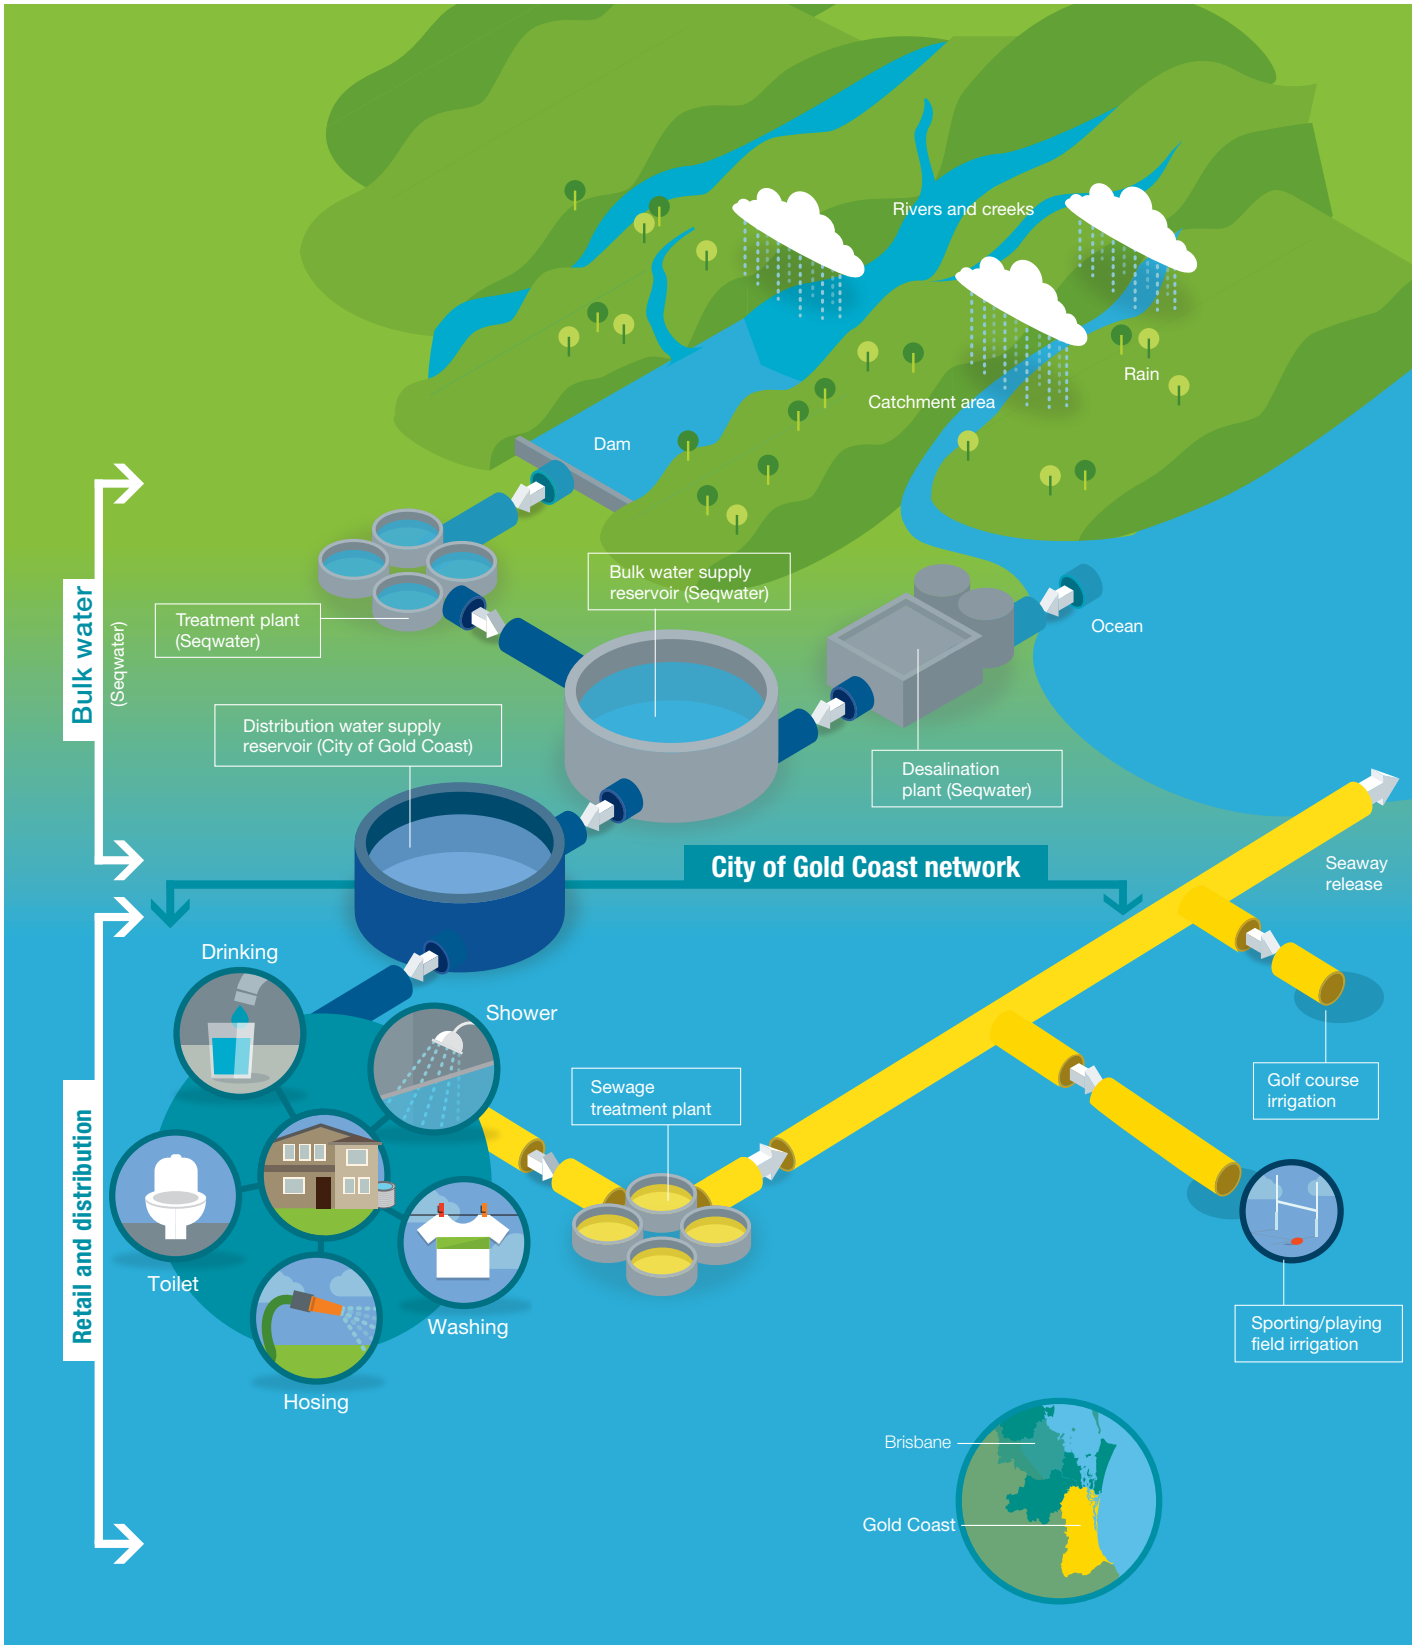 Rivers and creeks
Rain
Catchment area
Dam
Bulk water supply
reservoir (Seqwater)
Treatment plant
(Seqwater)
Ocean
Bulk water
(Seqwater)
Distribution water supply
reservoir (City of Gold Coast)
Desalination
plant (Seqwater)
City of Gold Coast network
Seaway
release
Drinking
Shower
Golf course
irrigation
Sewage
treatment plant
Retail and distribution
Toilet
Washing
Hosing
Sporting/playing
field irrigation
Brisbane
Gold Coast